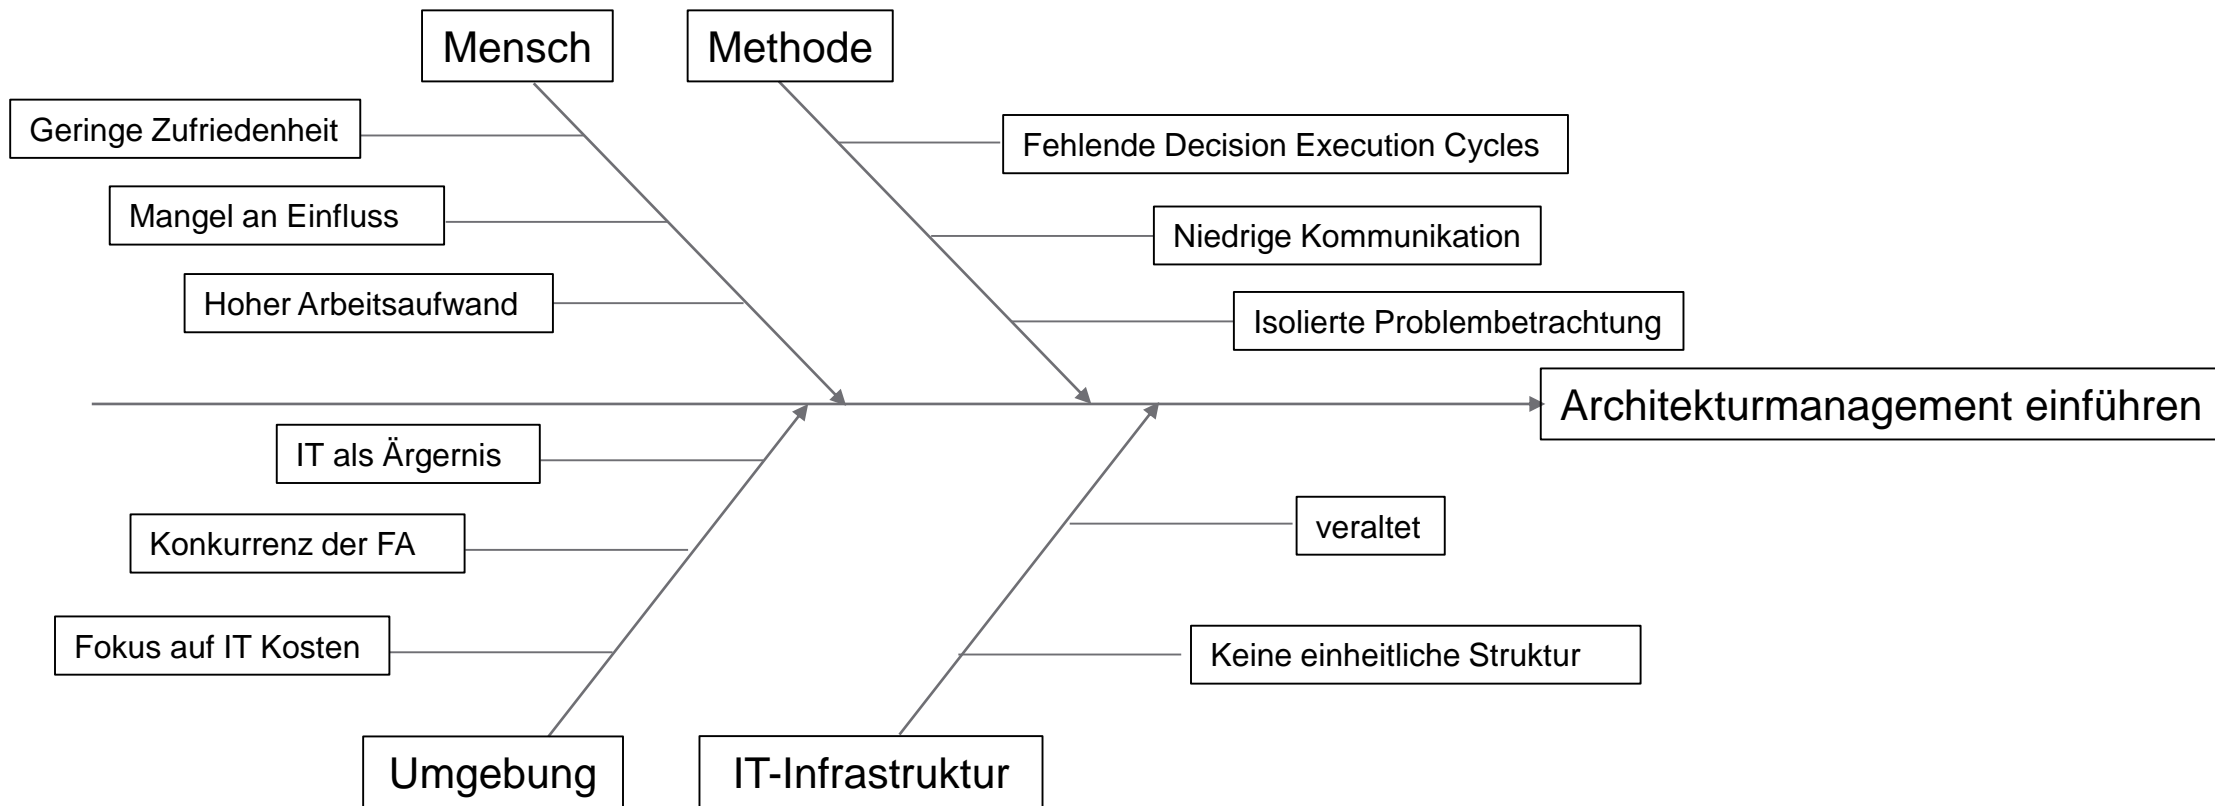 Mensch
Methode
Geringe Zufriedenheit
Fehlende Decision Execution Cycles
Mangel an Einfluss
Niedrige Kommunikation
Hoher Arbeitsaufwand
Isolierte Problembetrachtung
Architekturmanagement einführen
IT als Ärgernis
veraltet
Konkurrenz der FA
Fokus auf IT Kosten
Keine einheitliche Struktur
Umgebung
IT-Infrastruktur